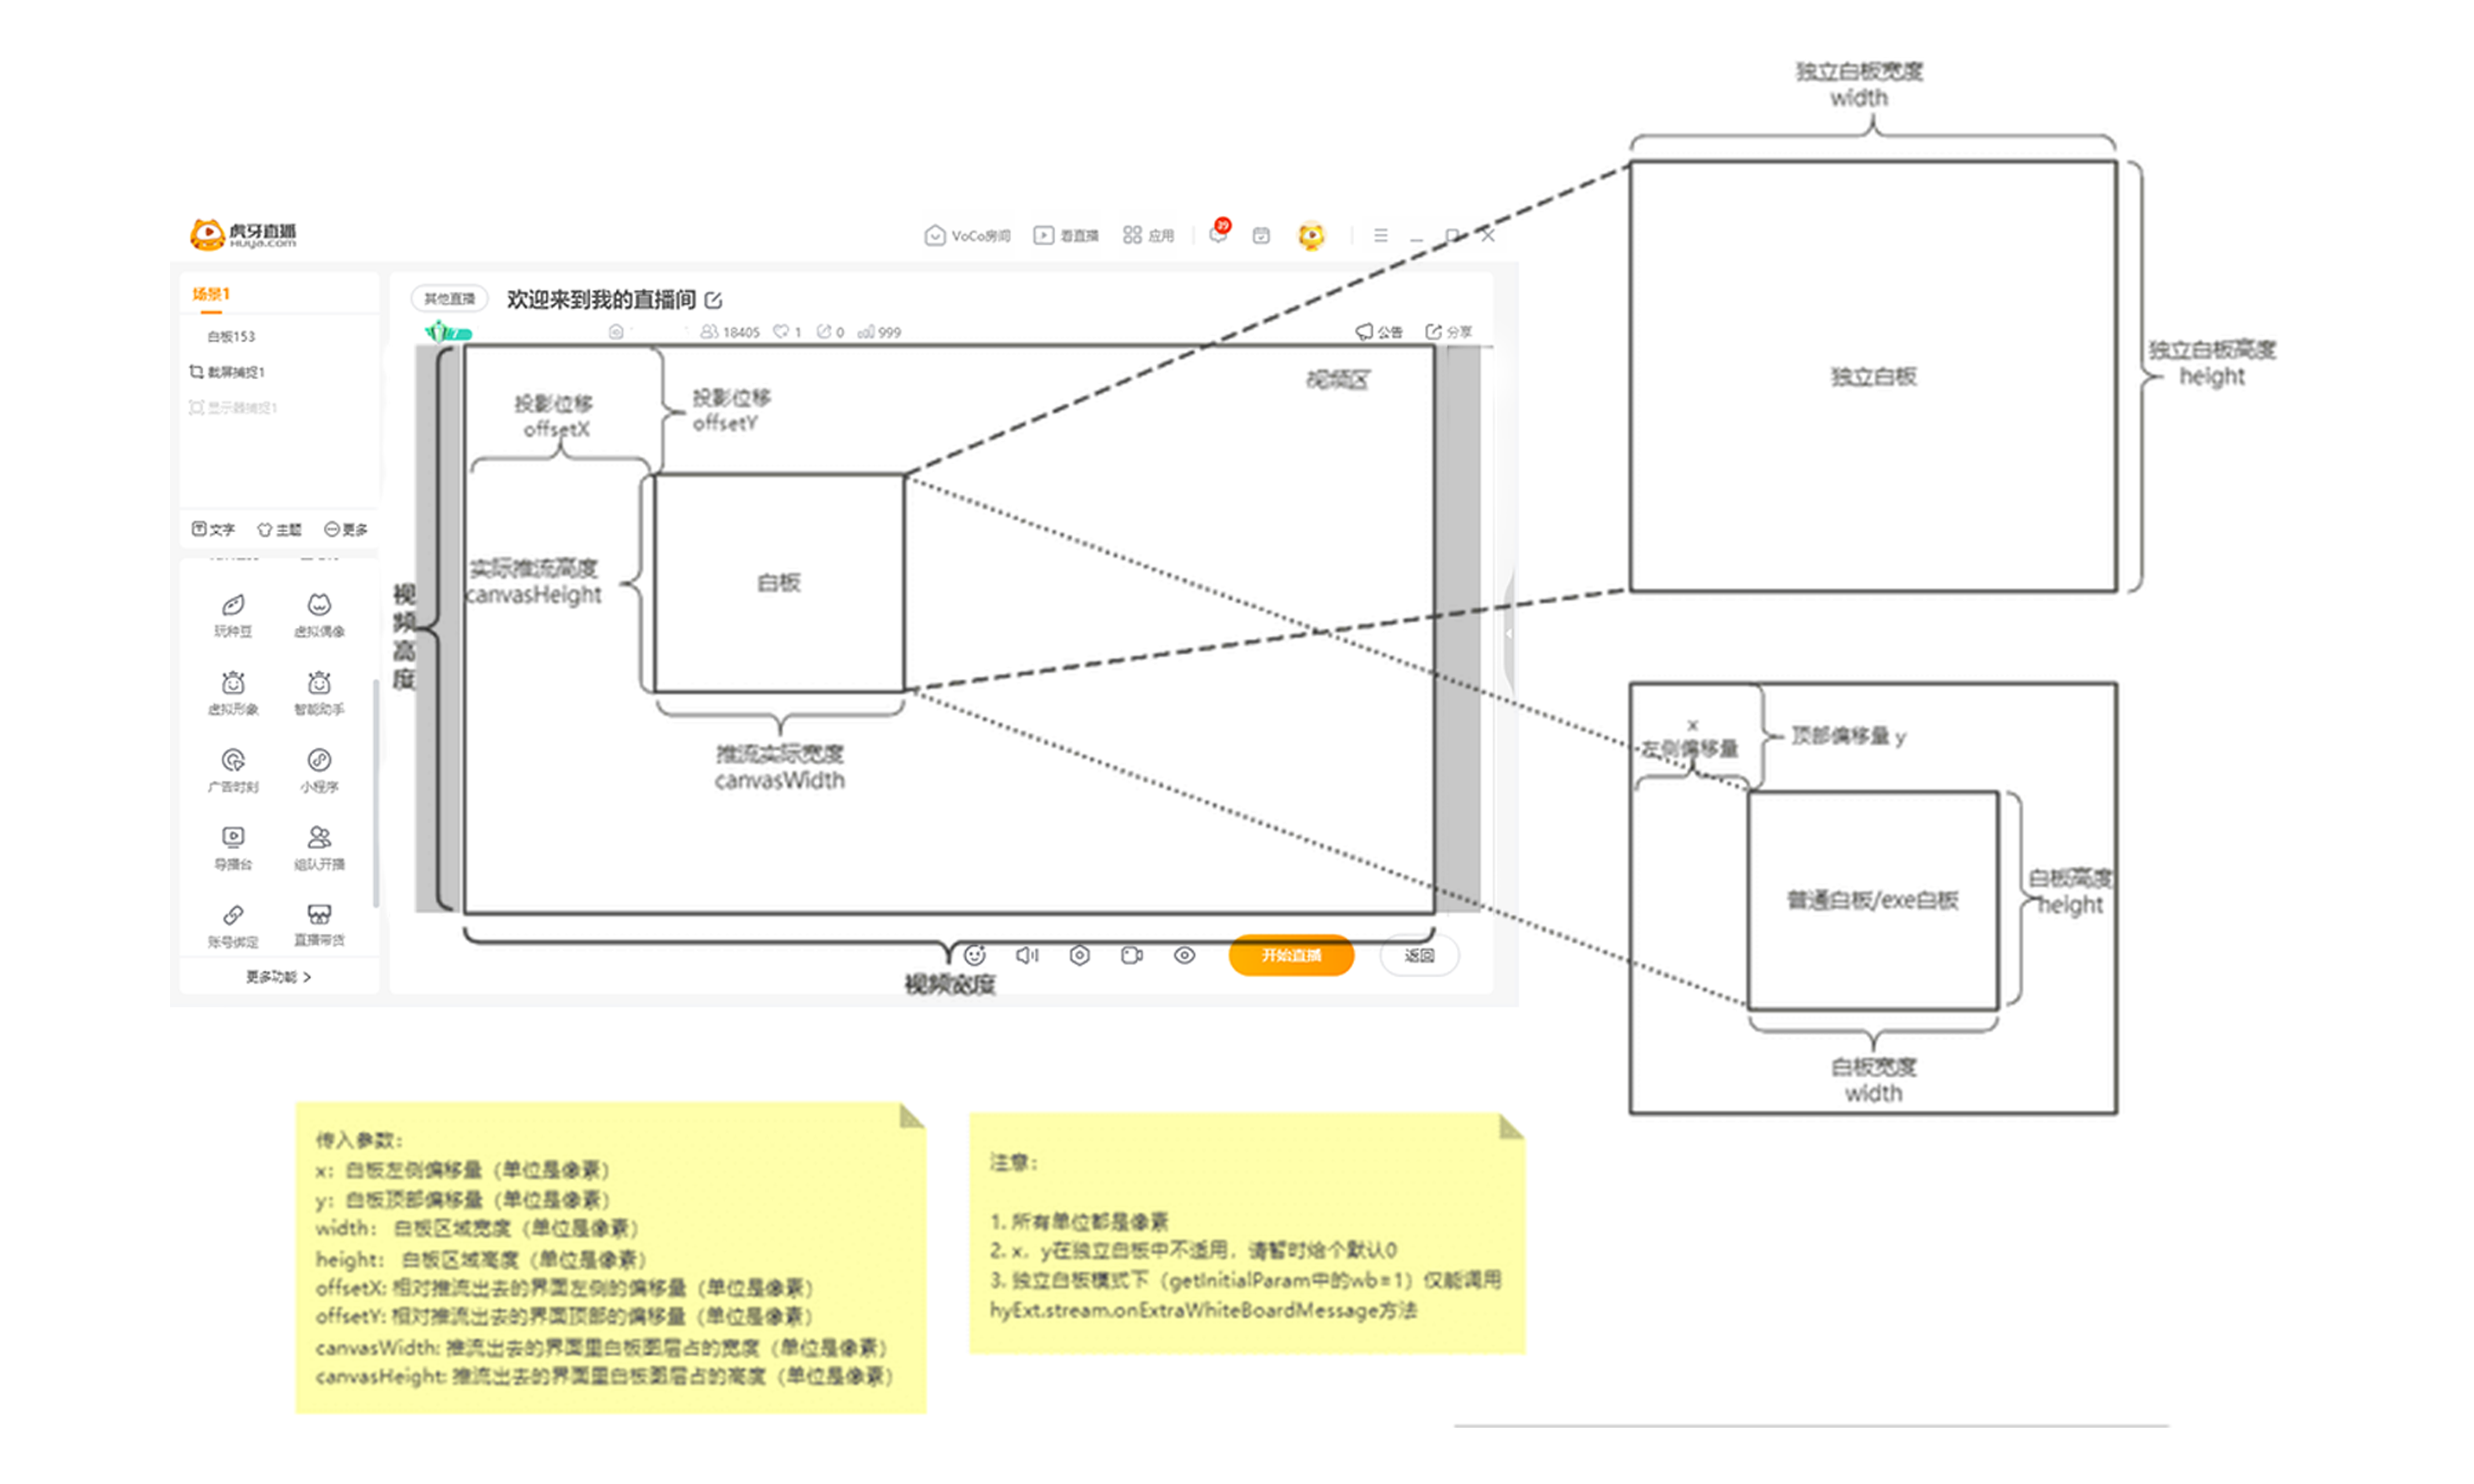 虎牙直播
HUYA.COM
VoCo房间
看直播
应用
39
场景1
白板153
截屏捕捉1
显示器捕捉1
文字
主题
更多
玩种豆
虚拟偶像
虚拟形象
智能助手
广告时刻
小程序
导播台
组队开播
账号绑定
直播带货
更多功能 >
其他直播
欢迎来到我的直播间
18405
1
0
999
公告
分享
视频区
投影位移
offsetX
投影位移
offsetY
实际推流高度
canvasHeight
白板
推流实际宽度
canvasWidth
视频高度
视频宽度
开始直播
返回
独立白板宽度
width
独立白板
独立白板高度
height
x
左侧偏移量
顶部偏移量 y
普通白板/exe白板
白板高度
height
白板宽度
width
传入参数：
x：白板左侧偏移量（单位是像素）
y：白板顶部偏移量（单位是像素）
width： 白板区域宽度（单位是像素）
height： 白板区域高度（单位是像素）
offsetX: 相对推流出去的界面左侧的偏移量（单位是像素）
offsetY: 相对推流出去的界面顶部的偏移量（单位是像素）
canvasWidth: 推流出去的界面里白板图层占的宽度（单位是像素）
canvasHeight: 推流出去的界面里白板图层占的高度（单位是像素）
注意：
1. 所有单位都是像素
2. x，y在独立白板中不适用，请暂时给个默认0
3. 独立白板模式下（getInitialParam中的wb=1）仅能调用
hyExt.stream.onExtraWhiteBoardMessage方法